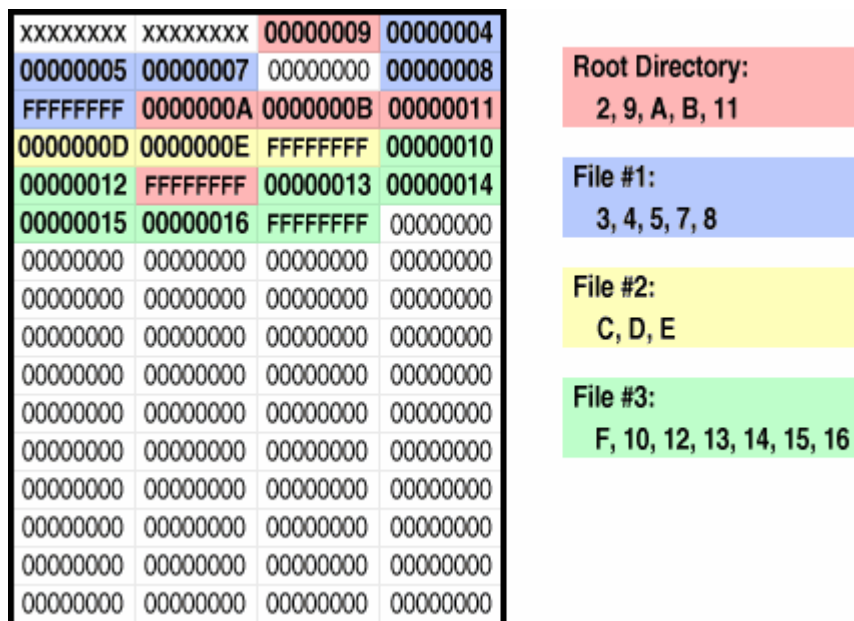 XXXXXXXX XXXXXXXX 00000009 00000004
00000005 00000007 00000000 00000008
FFFFFFFF 0000000A 0000000B 00000011
0000000D 0000000E FFFFFFFF 00000010
00000012 FFFFFFFF 00000013 00000014
00000015 00000016 FFFFFFFF 00000000
00000000 00000000 00000000 00000000
00000000 00000000 00000000 00000000
00000000 00000000 00000000 00000000
00000000 00000000 00000000 00000000
00000000 00000000 00000000 00000000
00000000 00000000 00000000 00000000
00000000 00000000 00000000 00000000
00000000 00000000 00000000 00000000
00000000 00000000 00000000 00000000
00000000 00000000 00000000 00000000
Root Directory:
2, 9, A, B, 11
File #1:
3, 4, 5, 7, 8
File #2:
C, D, E
File #3:
F, 10, 12, 13, 14, 15, 16